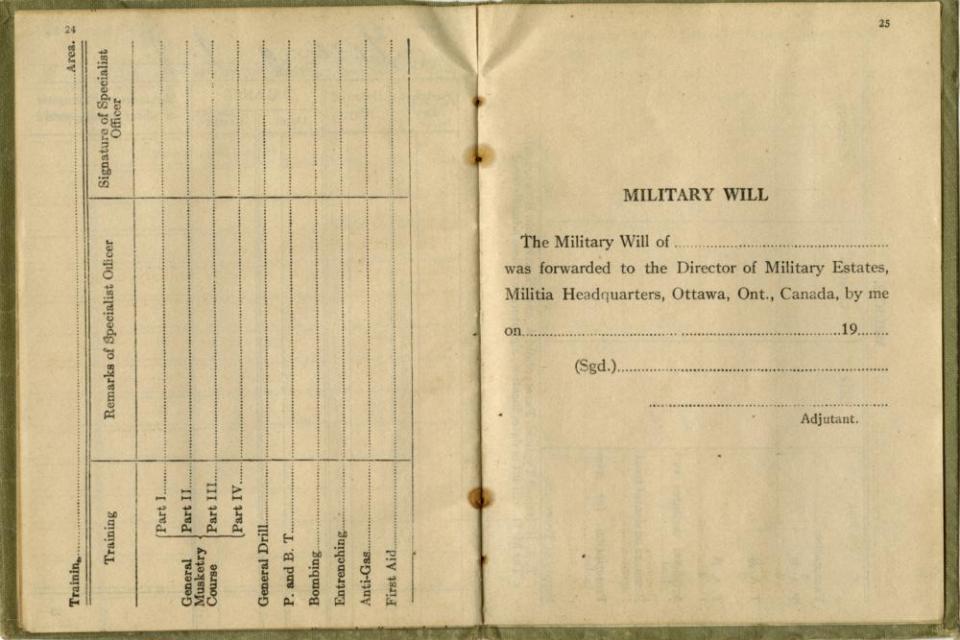 24
Training.......Area.
Training
Remarks of Specialist Officer
Signature of Specialist Officer
General Musketry Course
Part I.......
Part II.......
Part III.......
Part IV.......
General Drill.......
P. and B. T.......
Bombing.......
Entrenching.......
Anti-Gas.......
First Aid.......
25
MILITARY WILL
The Military Will of .......
was forwarded to the Director of Military Estates,
Militia Headquarters, Ottawa, Ont., Canada, by me
on.......19.......
(Sgd.).......
Adjutant.